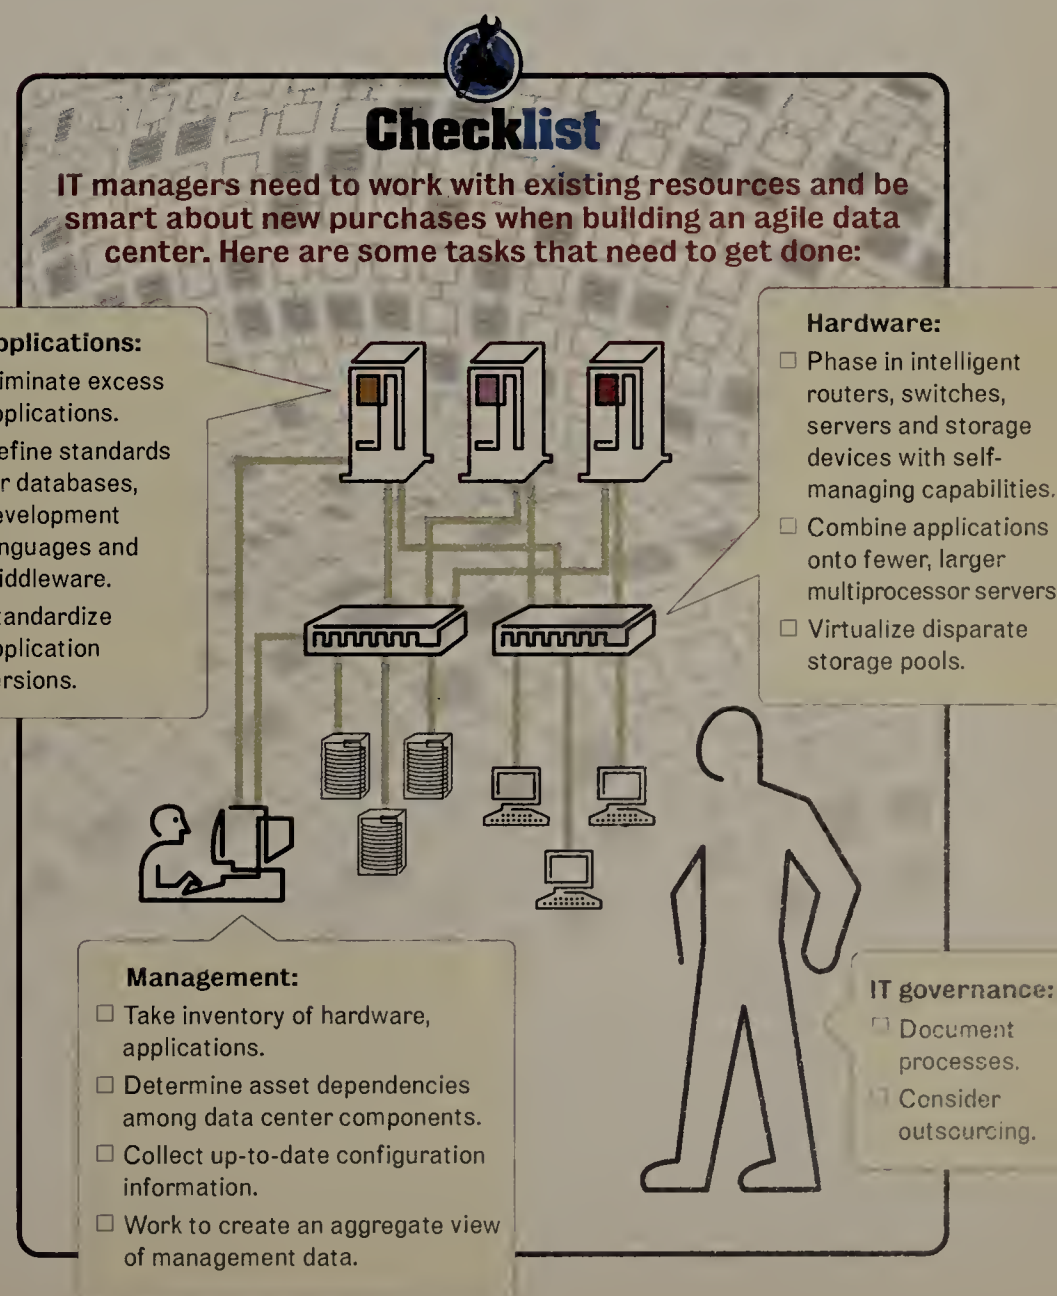 Checklist
IT managers need to work with existing resources and be
smart about new purchases when building an agile data
center. Here are some tasks that need to get done:
pplications:
iminate excess
pplications.
efine standards
r databases,
evelopment
nguages and
iddleware.
tandardize
pplication
ersions.
Hardware:
□ Phase in intelligent
routers, switches,
servers and storage
devices with self-
managing capabilities.
□ Combine applications
onto fewer, larger
multiprocessor servers
□ Virtualize disparate
storage pools.
Management:
□ Take inventory of hardware,
applications.
□ Determine asset dependencies
among data center components.
□ Collect up-to-date configuration
information.
□ Work to create an aggregate view
of management data.
IT governance:
□ Document
processes.
□ Consider
outsourcing.